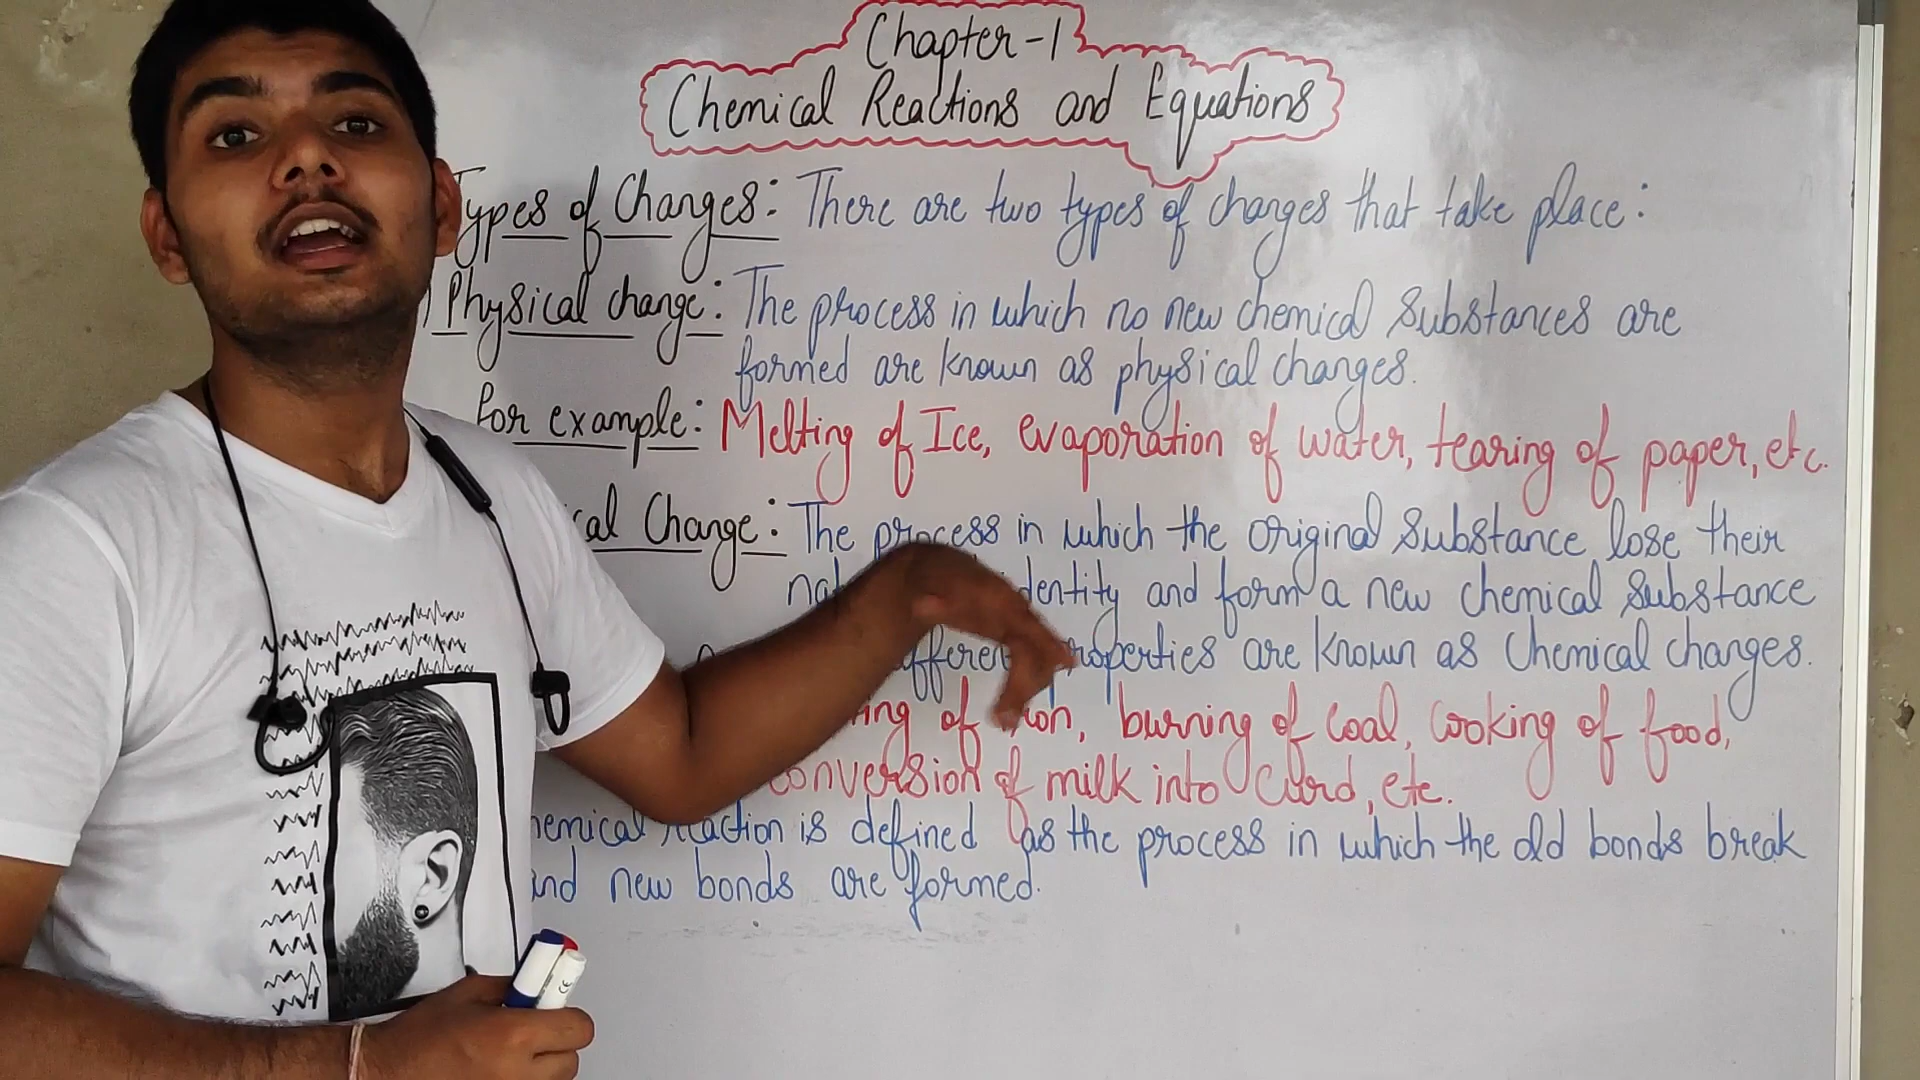 Chapter-1
Chemical Reactions and Equations
Types of Changes: There are two types of changes that take place:
Physical change: The process in which no new chemical substances are
formed are known as physical changes.
For example: Melting of Ice, evaporation of water, tearing of paper, etc.
Change: The process in which the original substance lose their
identity and form a new chemical substance
properties are known as chemical changes.
of iron, burning of coal, cooking of food,
conversion of milk into curd, etc.
chemical reaction is defined as the process in which the old bonds break
and new bonds are formed.
CE